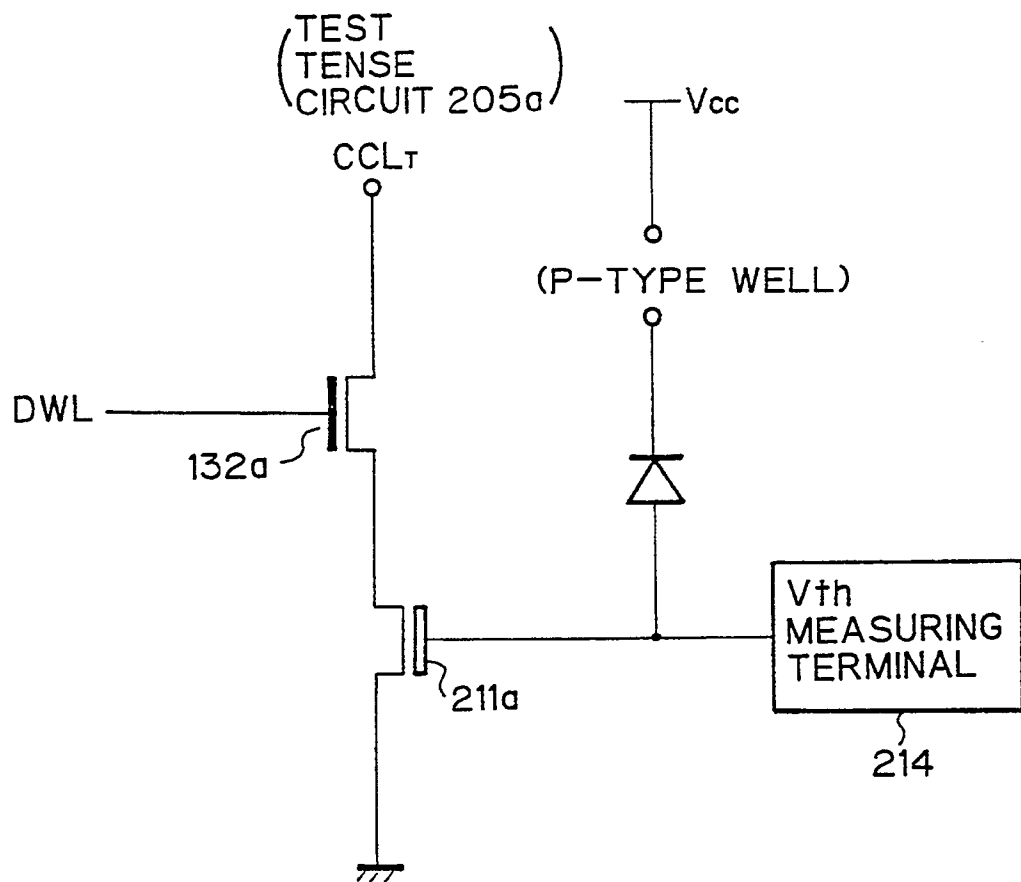 TEST
TENSE
CIRCUIT 205a
CCLT
Vcc
(P-TYPE WELL)
DWL
132a
211a
Vth
MEASURING
TERMINAL
214